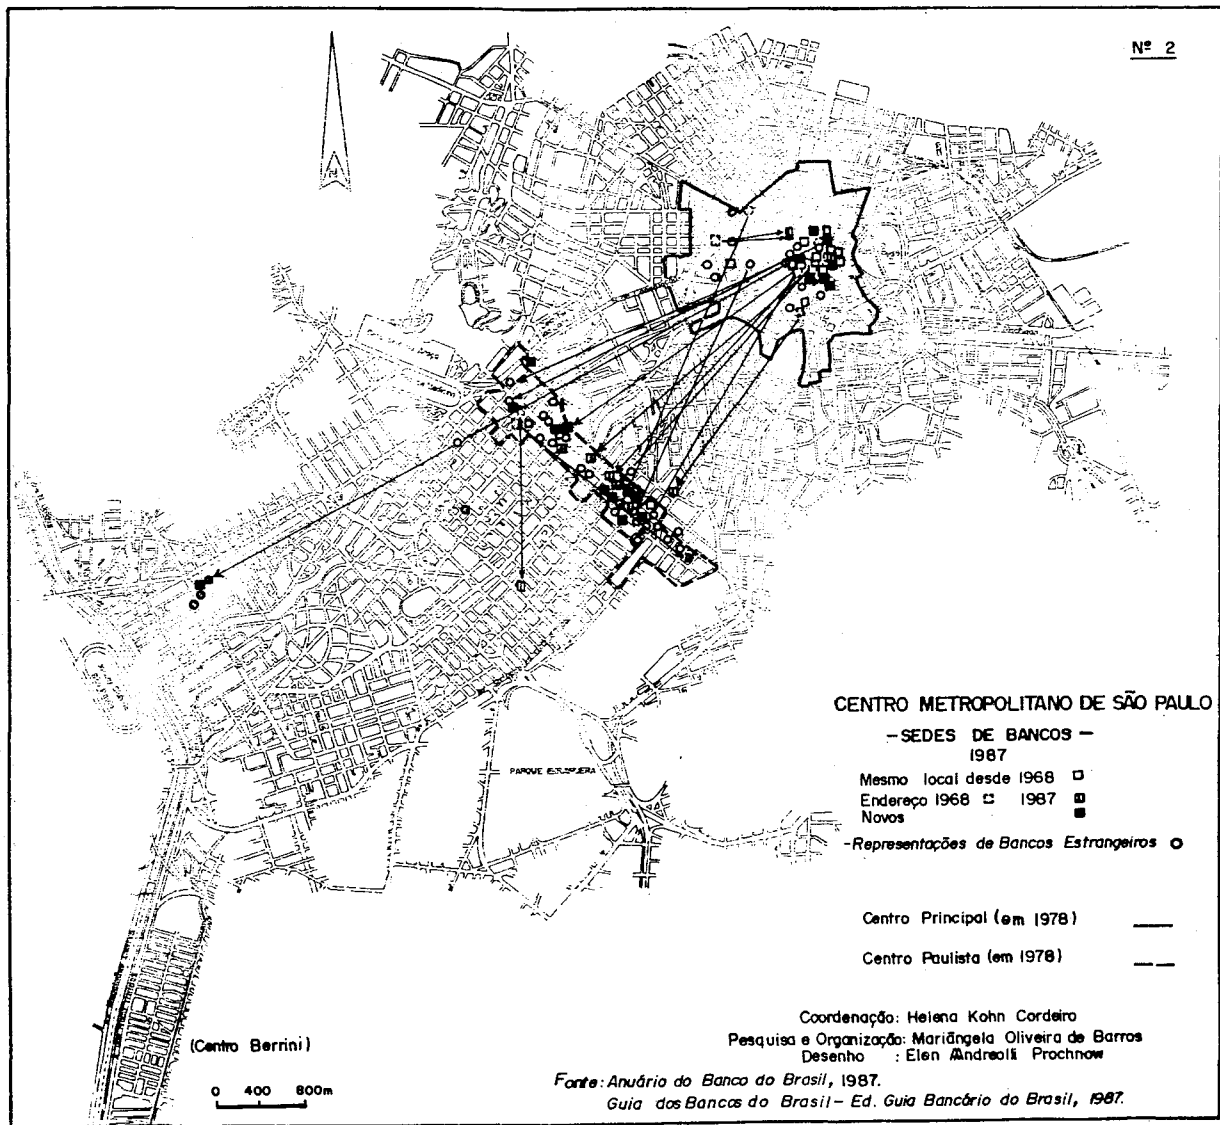 Nº 2
N
PARQUE
CENTRO METROPOLITANO DE SÃO PAULO
-SEDES DE BANCOS -
1987
Mesmo local desde 1968
Endereço 1968 1987
Novos
-Representações de Bancos Estrangeiros
Centro Principal (em 1978)
Centro Paulista (em 1978)
Coordenação: Helena Kohn Cordeiro
Pesquisa e Organização: Mariângela Oliveira de Barros
Desenho : Elen Andreolli Prochnow
(Centro Berrini)
0 400 800m
Fonte: Anuário do Banco do Brasil, 1987.
Guia dos Bancos do Brasil - Ed. Guia Bancário do Brasil, 1987.